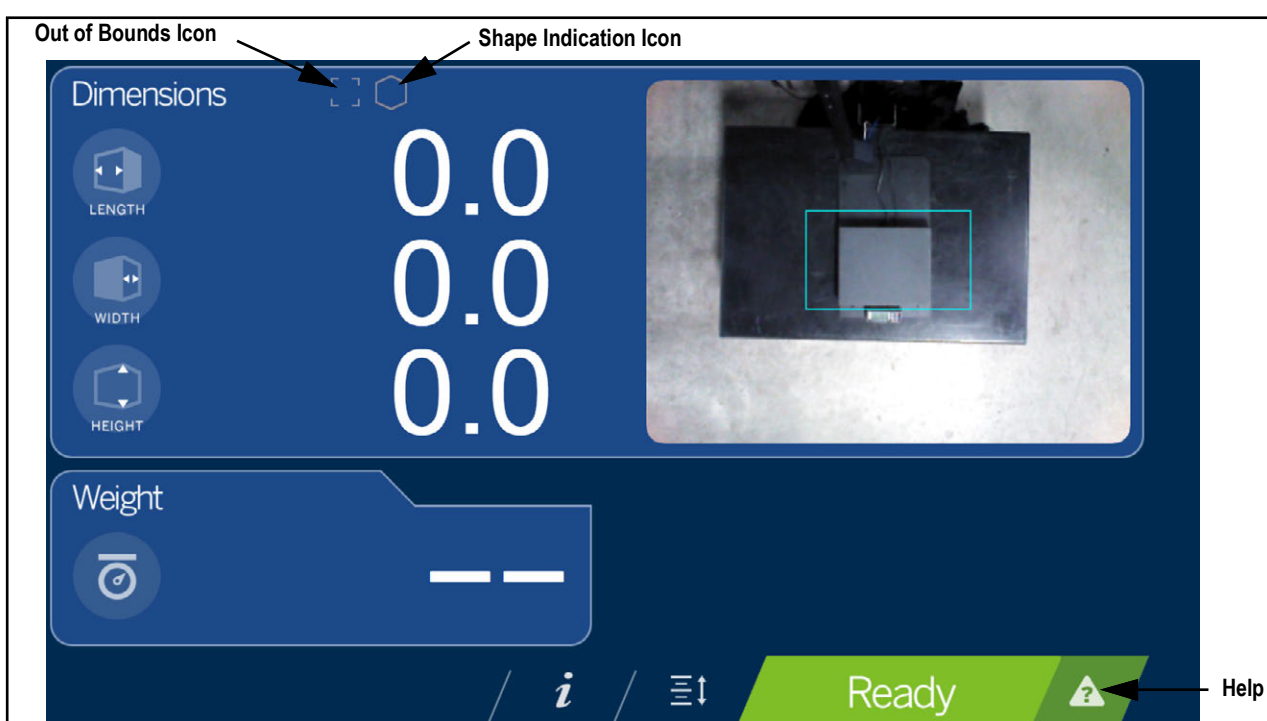 Out of Bounds Icon
Shape Indication Icon
Dimensions
LENGTH
0.0
WIDTH
0.0
HEIGHT
0.0
Weight
— —
i
Ready
?
Help